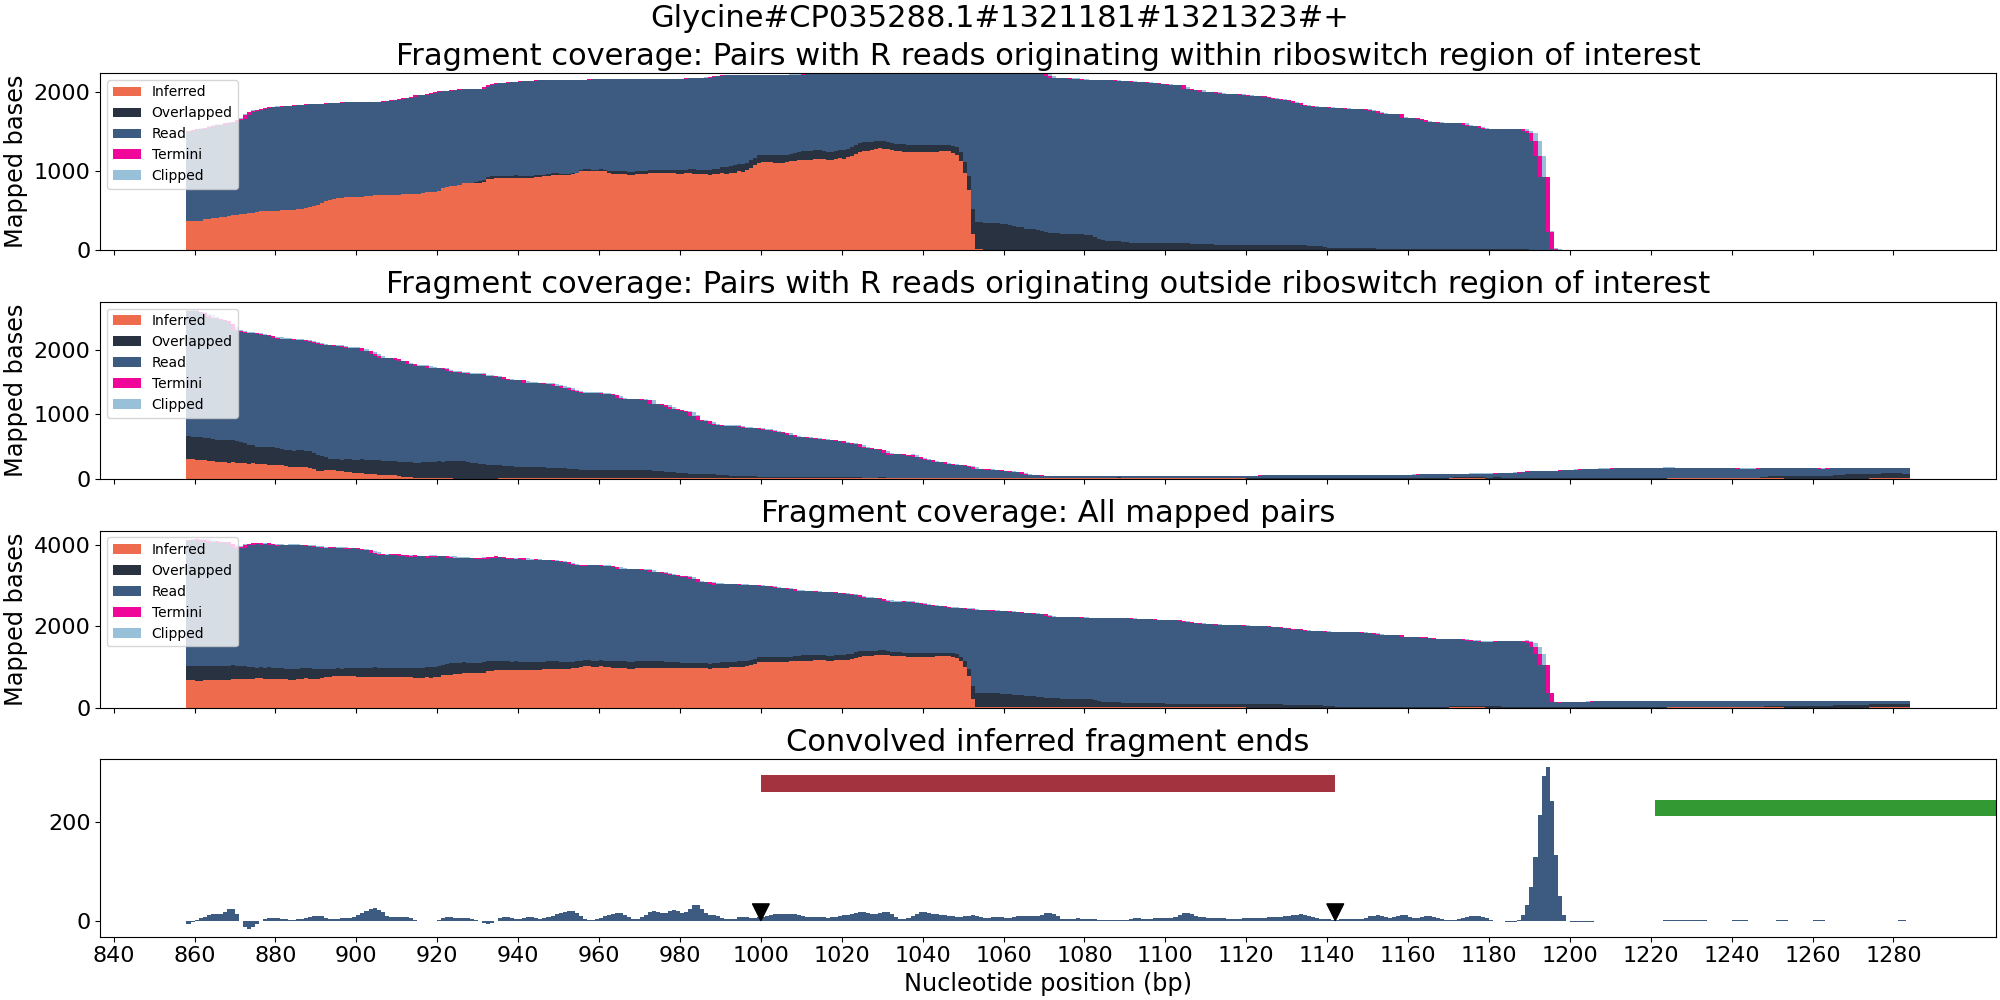 Glycine#CP035288.1#1321181#1321323#+
Fragment coverage: Pairs with R reads originating within riboswitch region of interest
Mapped bases
2000
1000
0
Inferred
Overlapped
Read
Termini
Clipped
Fragment coverage: Pairs with R reads originating outside riboswitch region of interest
Mapped bases
2000
1000
0
Inferred
Overlapped
Read
Termini
Clipped
Fragment coverage: All mapped pairs
Mapped bases
4000
2000
0
Inferred
Overlapped
Read
Termini
Clipped
Convolved inferred fragment ends
200
0
840 860 880 900 920 940 960 980 1000 1020 1040 1060 1080 1100 1120 1140 1160 1180 1200 1220 1240 1260 1280
Nucleotide position (bp)